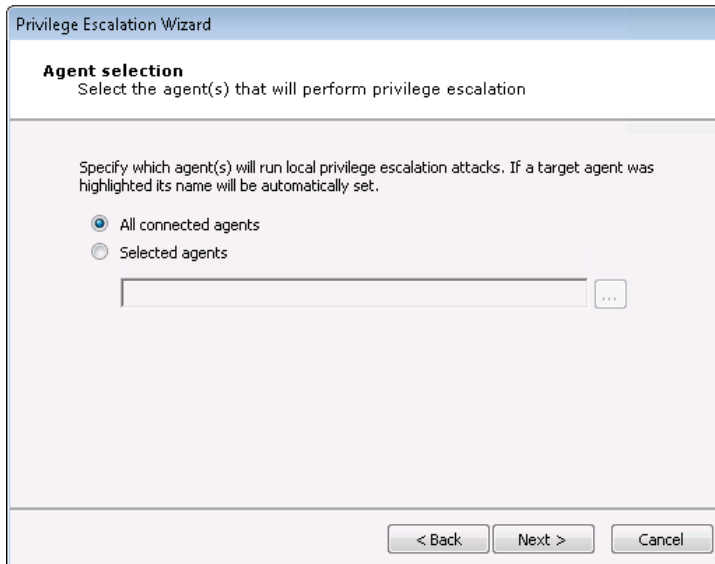 Privilege Escalation Wizard
Agent selection
Select the agent(s) that will perform privilege escalation
Specify which agent(s) will run local privilege escalation attacks. If a target agent was
highlighted its name will be automatically set.
All connected agents
Selected agents
...
< Back
Next >
Cancel